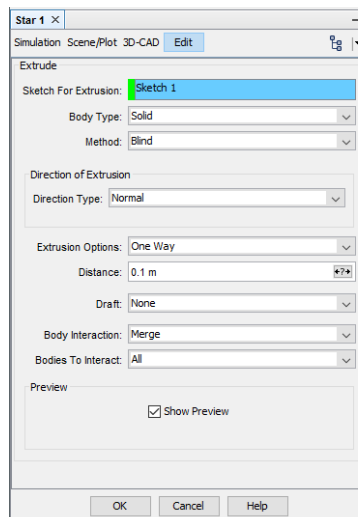 Star 1 ×
Simulation Scene/Plot 3D-CAD Edit
Extrude
Sketch For Extrusion: Sketch 1
Body Type: Solid
Method: Blind
Direction of Extrusion
Direction Type: Normal
Extrusion Options: One Way
Distance: 0.1 m
Draft: None
Body Interaction: Merge
Bodies To Interact: All
Preview
Show Preview
OK Cancel Help